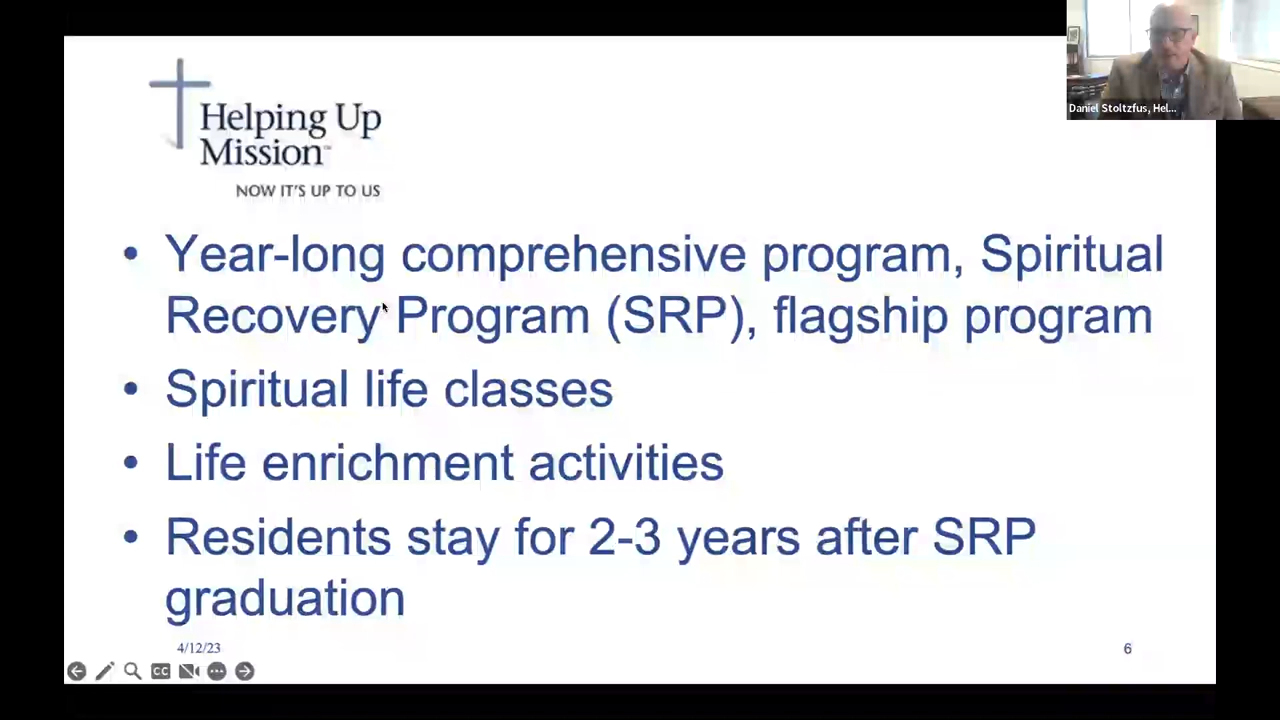 Daniel Stoltzfus, Hel...
Helping Up
Mission™
NOW IT'S UP TO US
• Year-long comprehensive program, Spiritual
Recovery Program (SRP), flagship program
• Spiritual life classes
• Life enrichment activities
• Residents stay for 2-3 years after SRP
graduation
4/12/23
6
CC